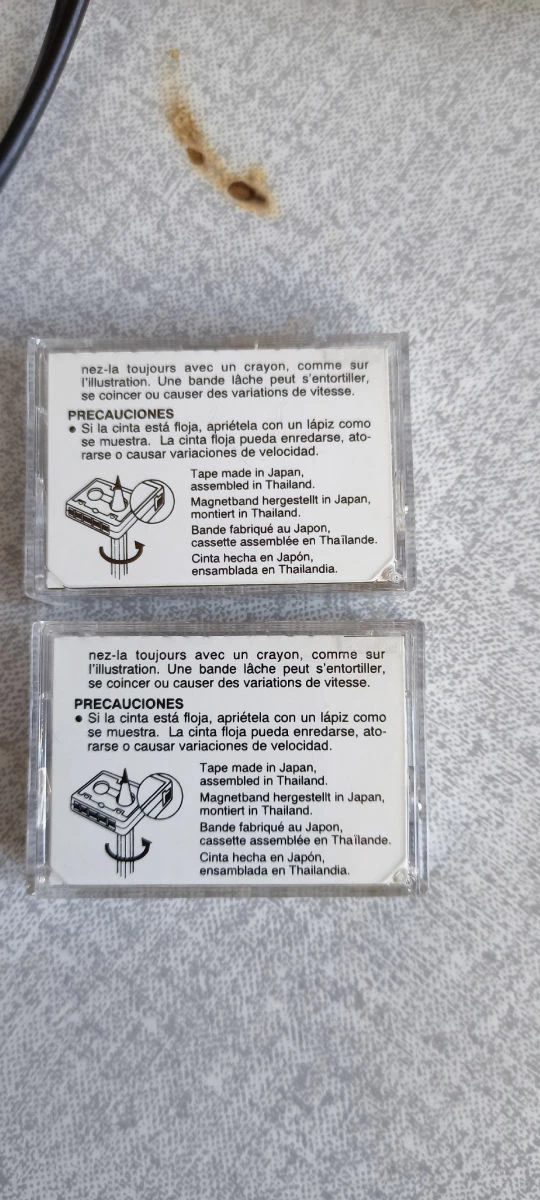 nez-la toujours avec un crayon, comme sur
l'illustration. Une bande lâche peut s'entortiller,
se coincer ou causer des variations de vitesse.
PRECAUCIONES
● Si la cinta está floja, apriétela con un lápiz como
se muestra. La cinta floja pueda enredarse, ato-
rarse o causar variaciones de velocidad.
Tape made in Japan,
assembled in Thailand.
Magnetband hergestellt in Japan,
montiert in Thailand.
Bande fabriqué au Japon,
cassette assemblée en Thaïlande.
Cinta hecha en Japón,
ensamblada en Thailandia.
nez-la toujours avec un crayon, comme sur
l'illustration. Une bande lâche peut s'entortiller,
se coincer ou causer des variations de vitesse.
PRECAUCIONES
● Si la cinta está floja, apriétela con un lápiz como
se muestra. La cinta floja pueda enredarse, ato-
rarse o causar variaciones de velocidad.
Tape made in Japan,
assembled in Thailand.
Magnetband hergestellt in Japan,
montiert in Thailand.
Bande fabriqué au Japon,
cassette assemblée en Thaïlande.
Cinta hecha en Japón,
ensamblada en Thailandia.